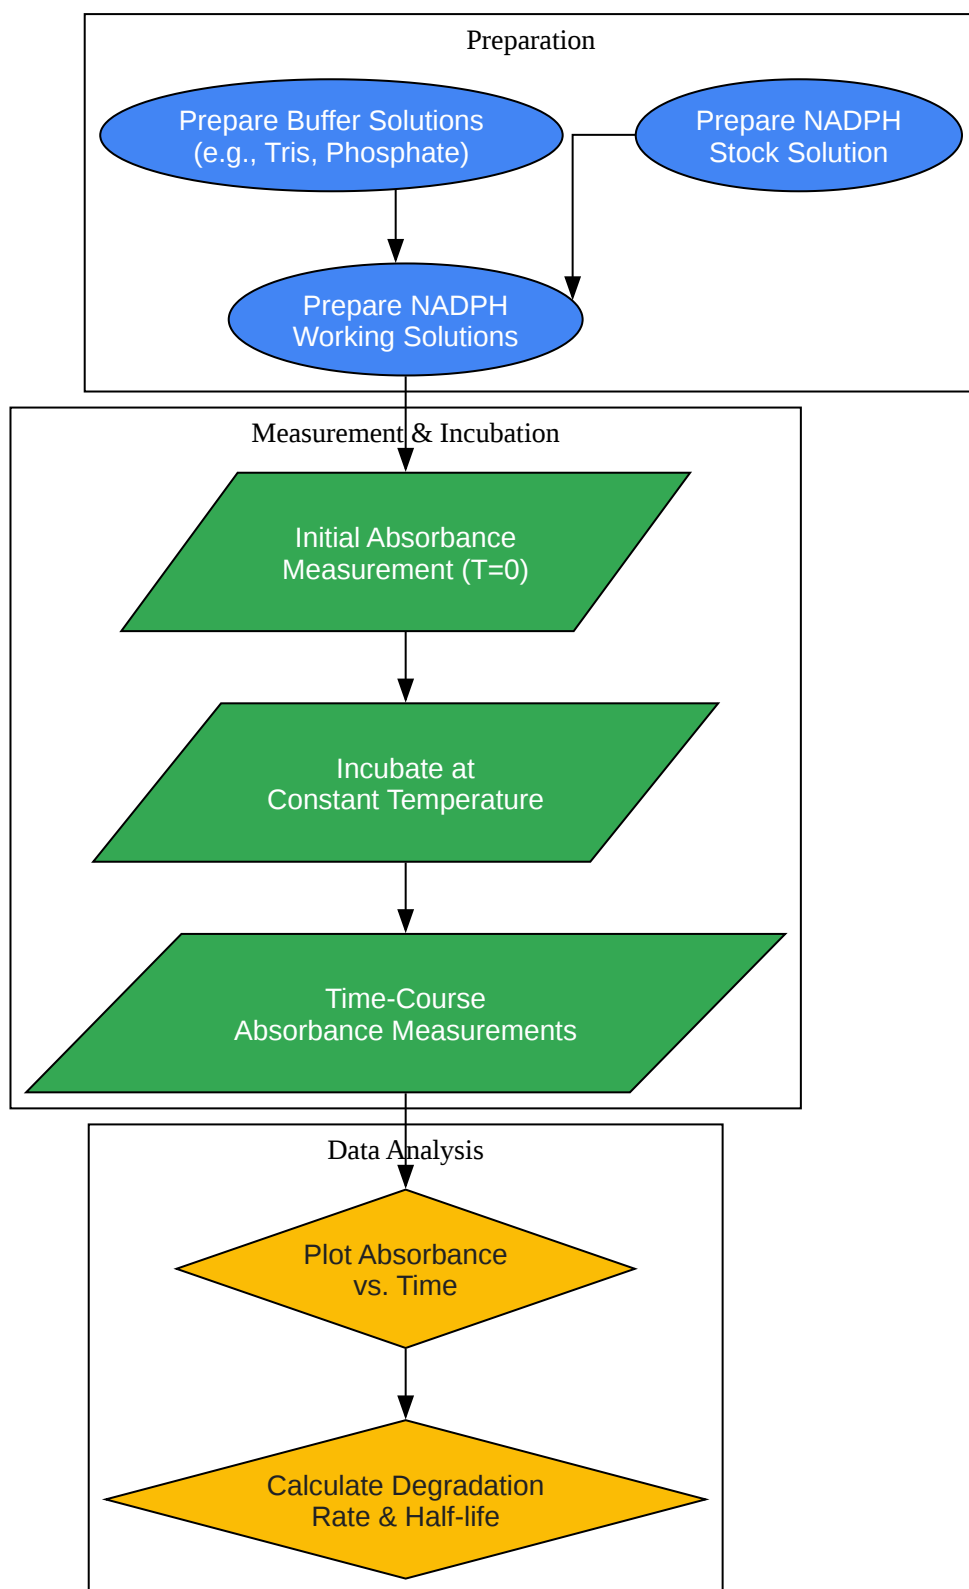 Preparation
Prepare Buffer Solutions
(e.g., Tris, Phosphate)
Prepare NADPH
Stock Solution
Prepare NADPH
Working Solutions
Measurement & Incubation
Initial Absorbance
Measurement (T=0)
Incubate at
Constant Temperature
Time-Course
Absorbance Measurements
Data Analysis
Plot Absorbance
vs. Time
Calculate Degradation
Rate & Half-life